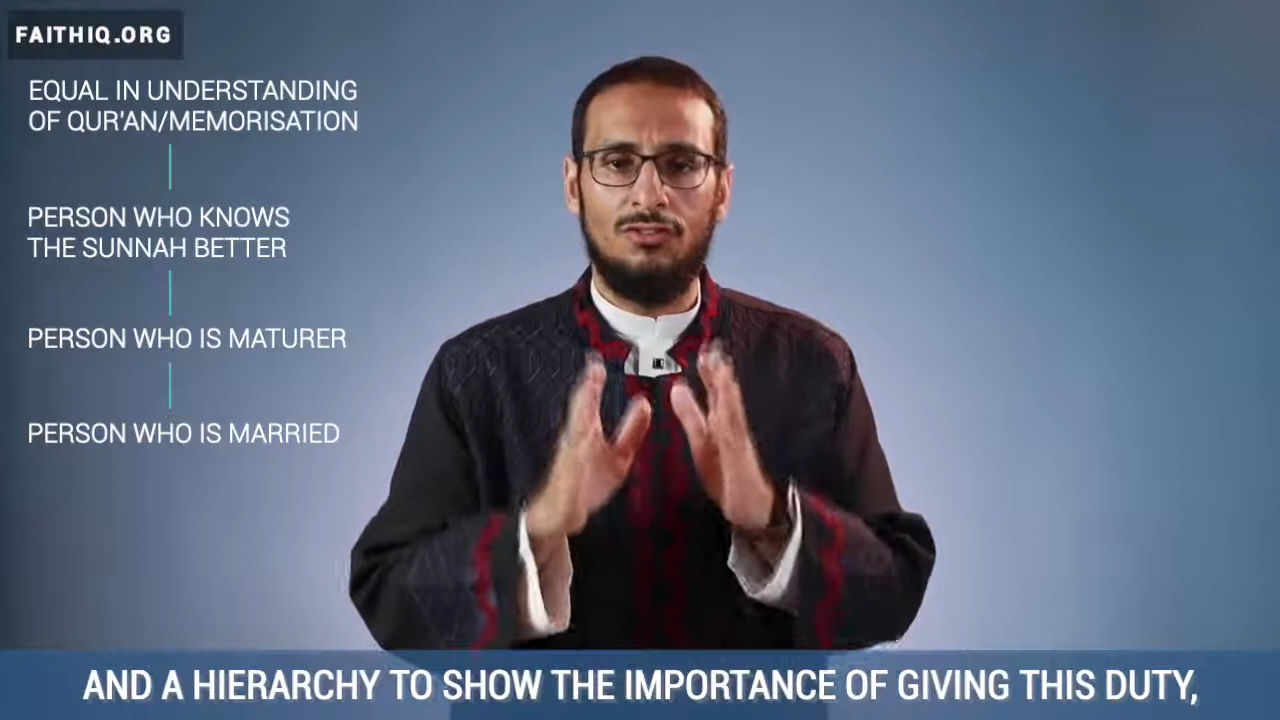 FAITHIQ.ORG
EQUAL IN UNDERSTANDING
OF QUR'AN/MEMORISATION
PERSON WHO KNOWS
THE SUNNAH BETTER
PERSON WHO IS MATURER
PERSON WHO IS MARRIED
AND A HIERARCHY TO SHOW THE IMPORTANCE OF GIVING THIS DUTY,